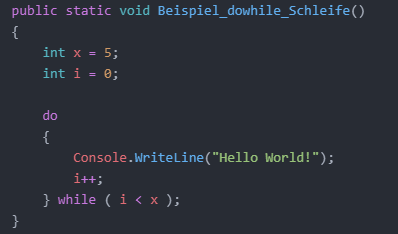 public static void Beispiel_dowhile_Schleife()
{
    int x = 5;
    int i = 0;

    do
    {
        Console.WriteLine("Hello World!");
        i++;
    } while ( i < x );
}